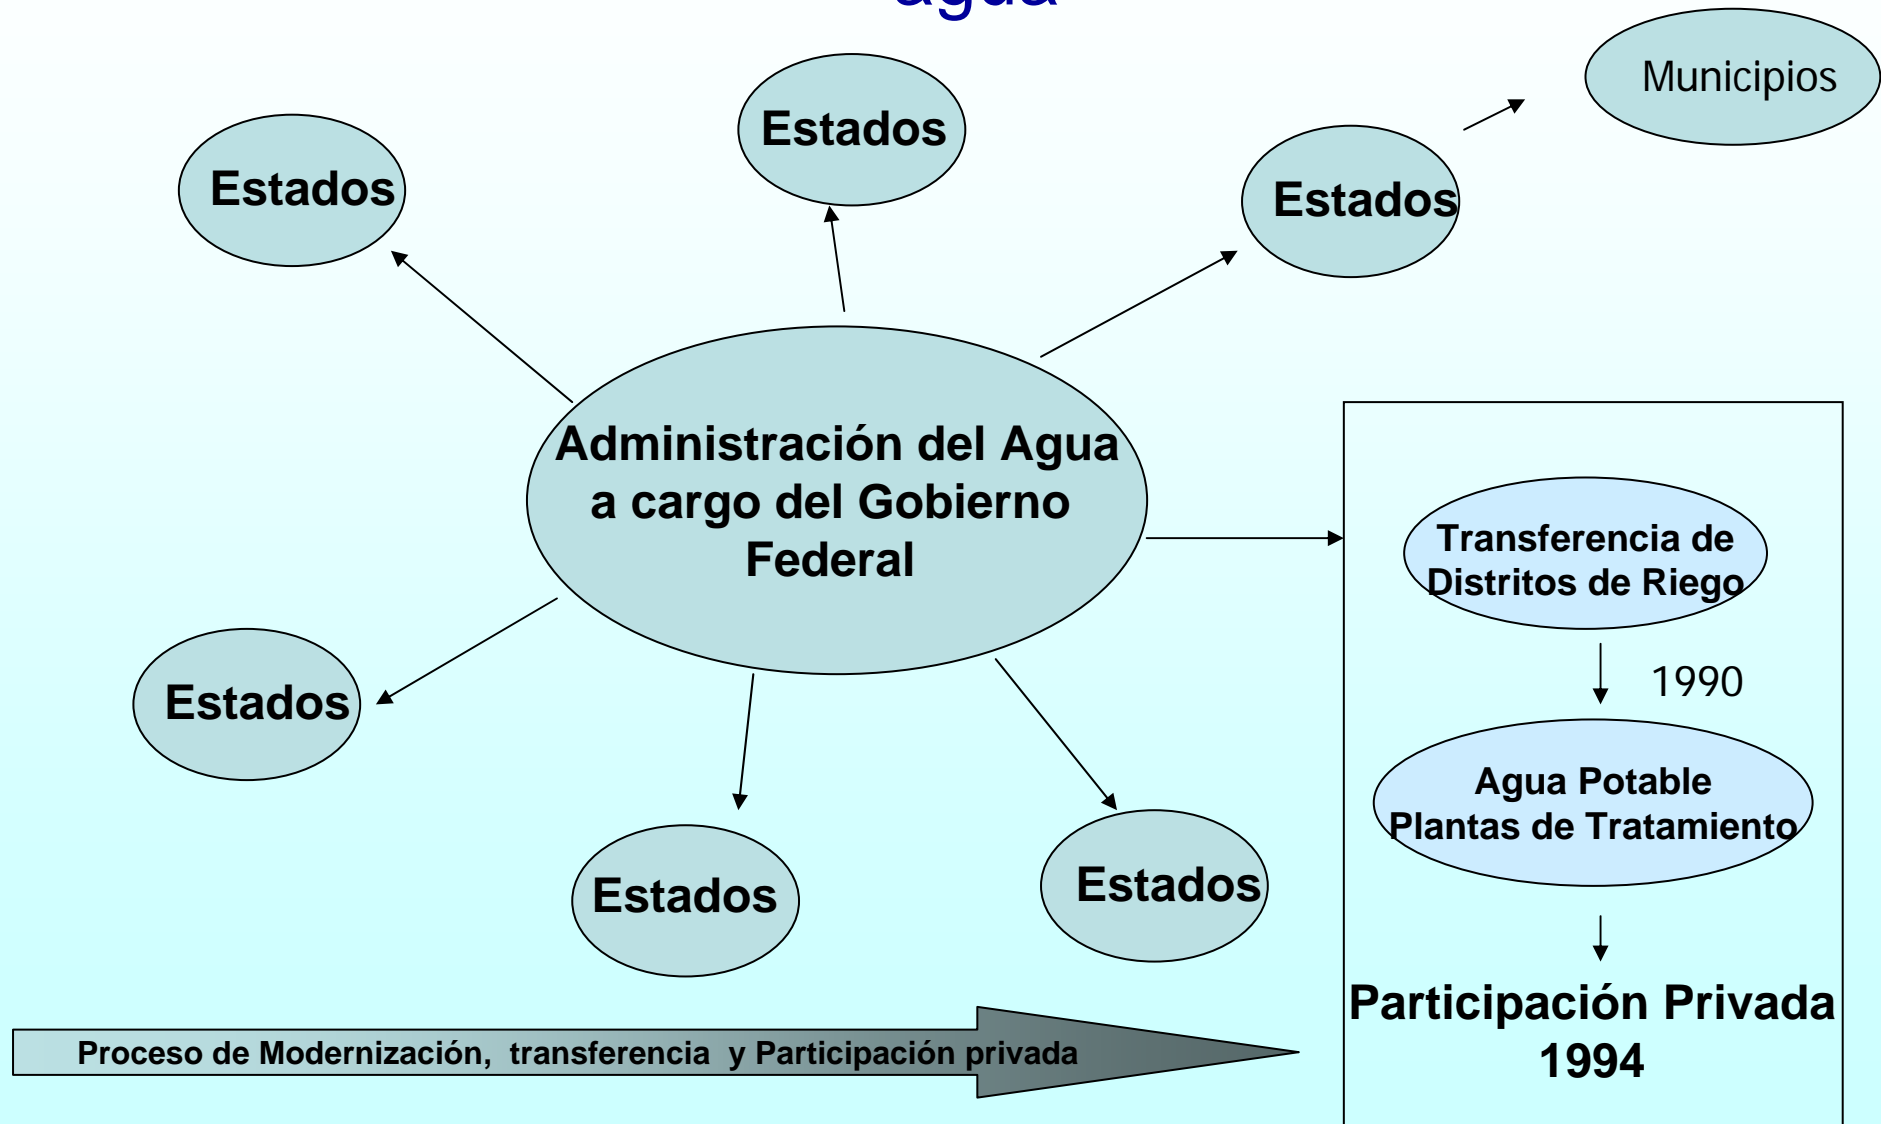 agua
Municipios
Estados
Estados
Estados
Administración del Agua
a cargo del Gobierno
Federal
Transferencia de
Distritos de Riego
1990
Agua Potable
Plantas de Tratamiento
Participación Privada
1994
Estados
Estados
Estados
Proceso de Modernización, transferencia y Participación privada